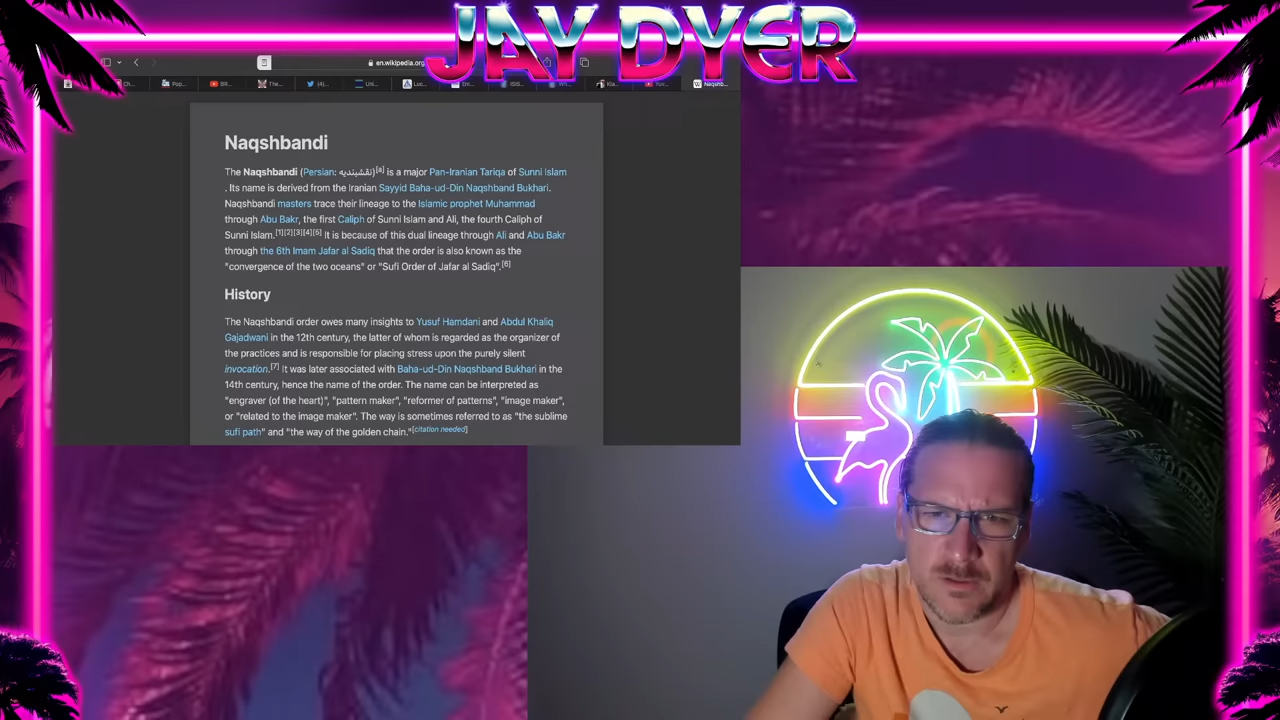 JAY DYER
en.wikipedia.org
Naqshb...
Naqshbandi
The Naqshbandi (Persian: نقشبندیه)[a] is a major Pan-Iranian Tariqa of Sunni Islam
. Its name is derived from the Iranian Sayyid Baha-ud-Din Naqshband Bukhari.
Naqshbandi masters trace their lineage to the Islamic prophet Muhammad
through Abu Bakr, the first Caliph of Sunni Islam and Ali, the fourth Caliph of
Sunni Islam.[1][2][3][4][5] It is because of this dual lineage through Ali and Abu Bakr
through the 6th Imam Jafar al Sadiq that the order is also known as the
"convergence of the two oceans" or "Sufi Order of Jafar al Sadiq".[6]
History
The Naqshbandi order owes many insights to Yusuf Hamdani and Abdul Khaliq
Gajadwani in the 12th century, the latter of whom is regarded as the organizer of
the practices and is responsible for placing stress upon the purely silent
invocation.[7] It was later associated with Baha-ud-Din Naqshband Bukhari in the
14th century, hence the name of the order. The name can be interpreted as
"engraver (of the heart)", "pattern maker", "reformer of patterns", "image maker",
or "related to the image maker". The way is sometimes referred to as "the sublime
sufi path" and "the way of the golden chain."[citation needed]